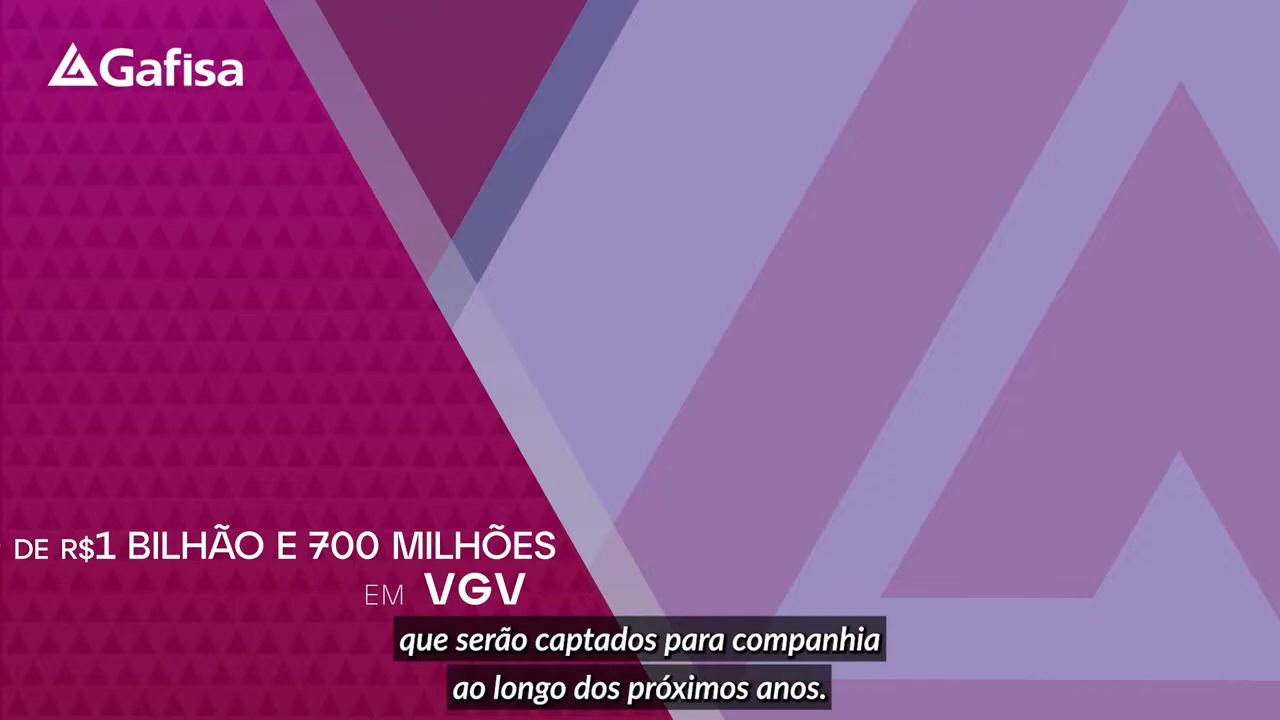 Gafisa
DE R$1 BILHÃO E 700 MILHÕES
EM VGV
que serão captados para companhia
ao longo dos próximos anos.